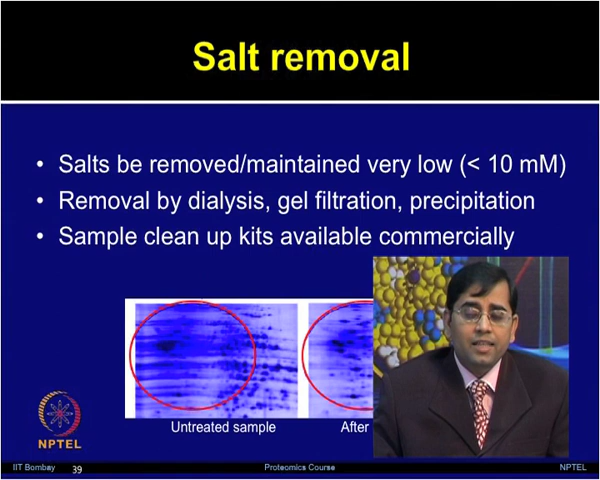 Salt removal
• Salts be removed/maintained very low (< 10 mM)
• Removal by dialysis, gel filtration, precipitation
• Sample clean up kits available commercially
Untreated sample
After
NPTEL
IIT Bombay
39
Proteomics Course
NPTEL